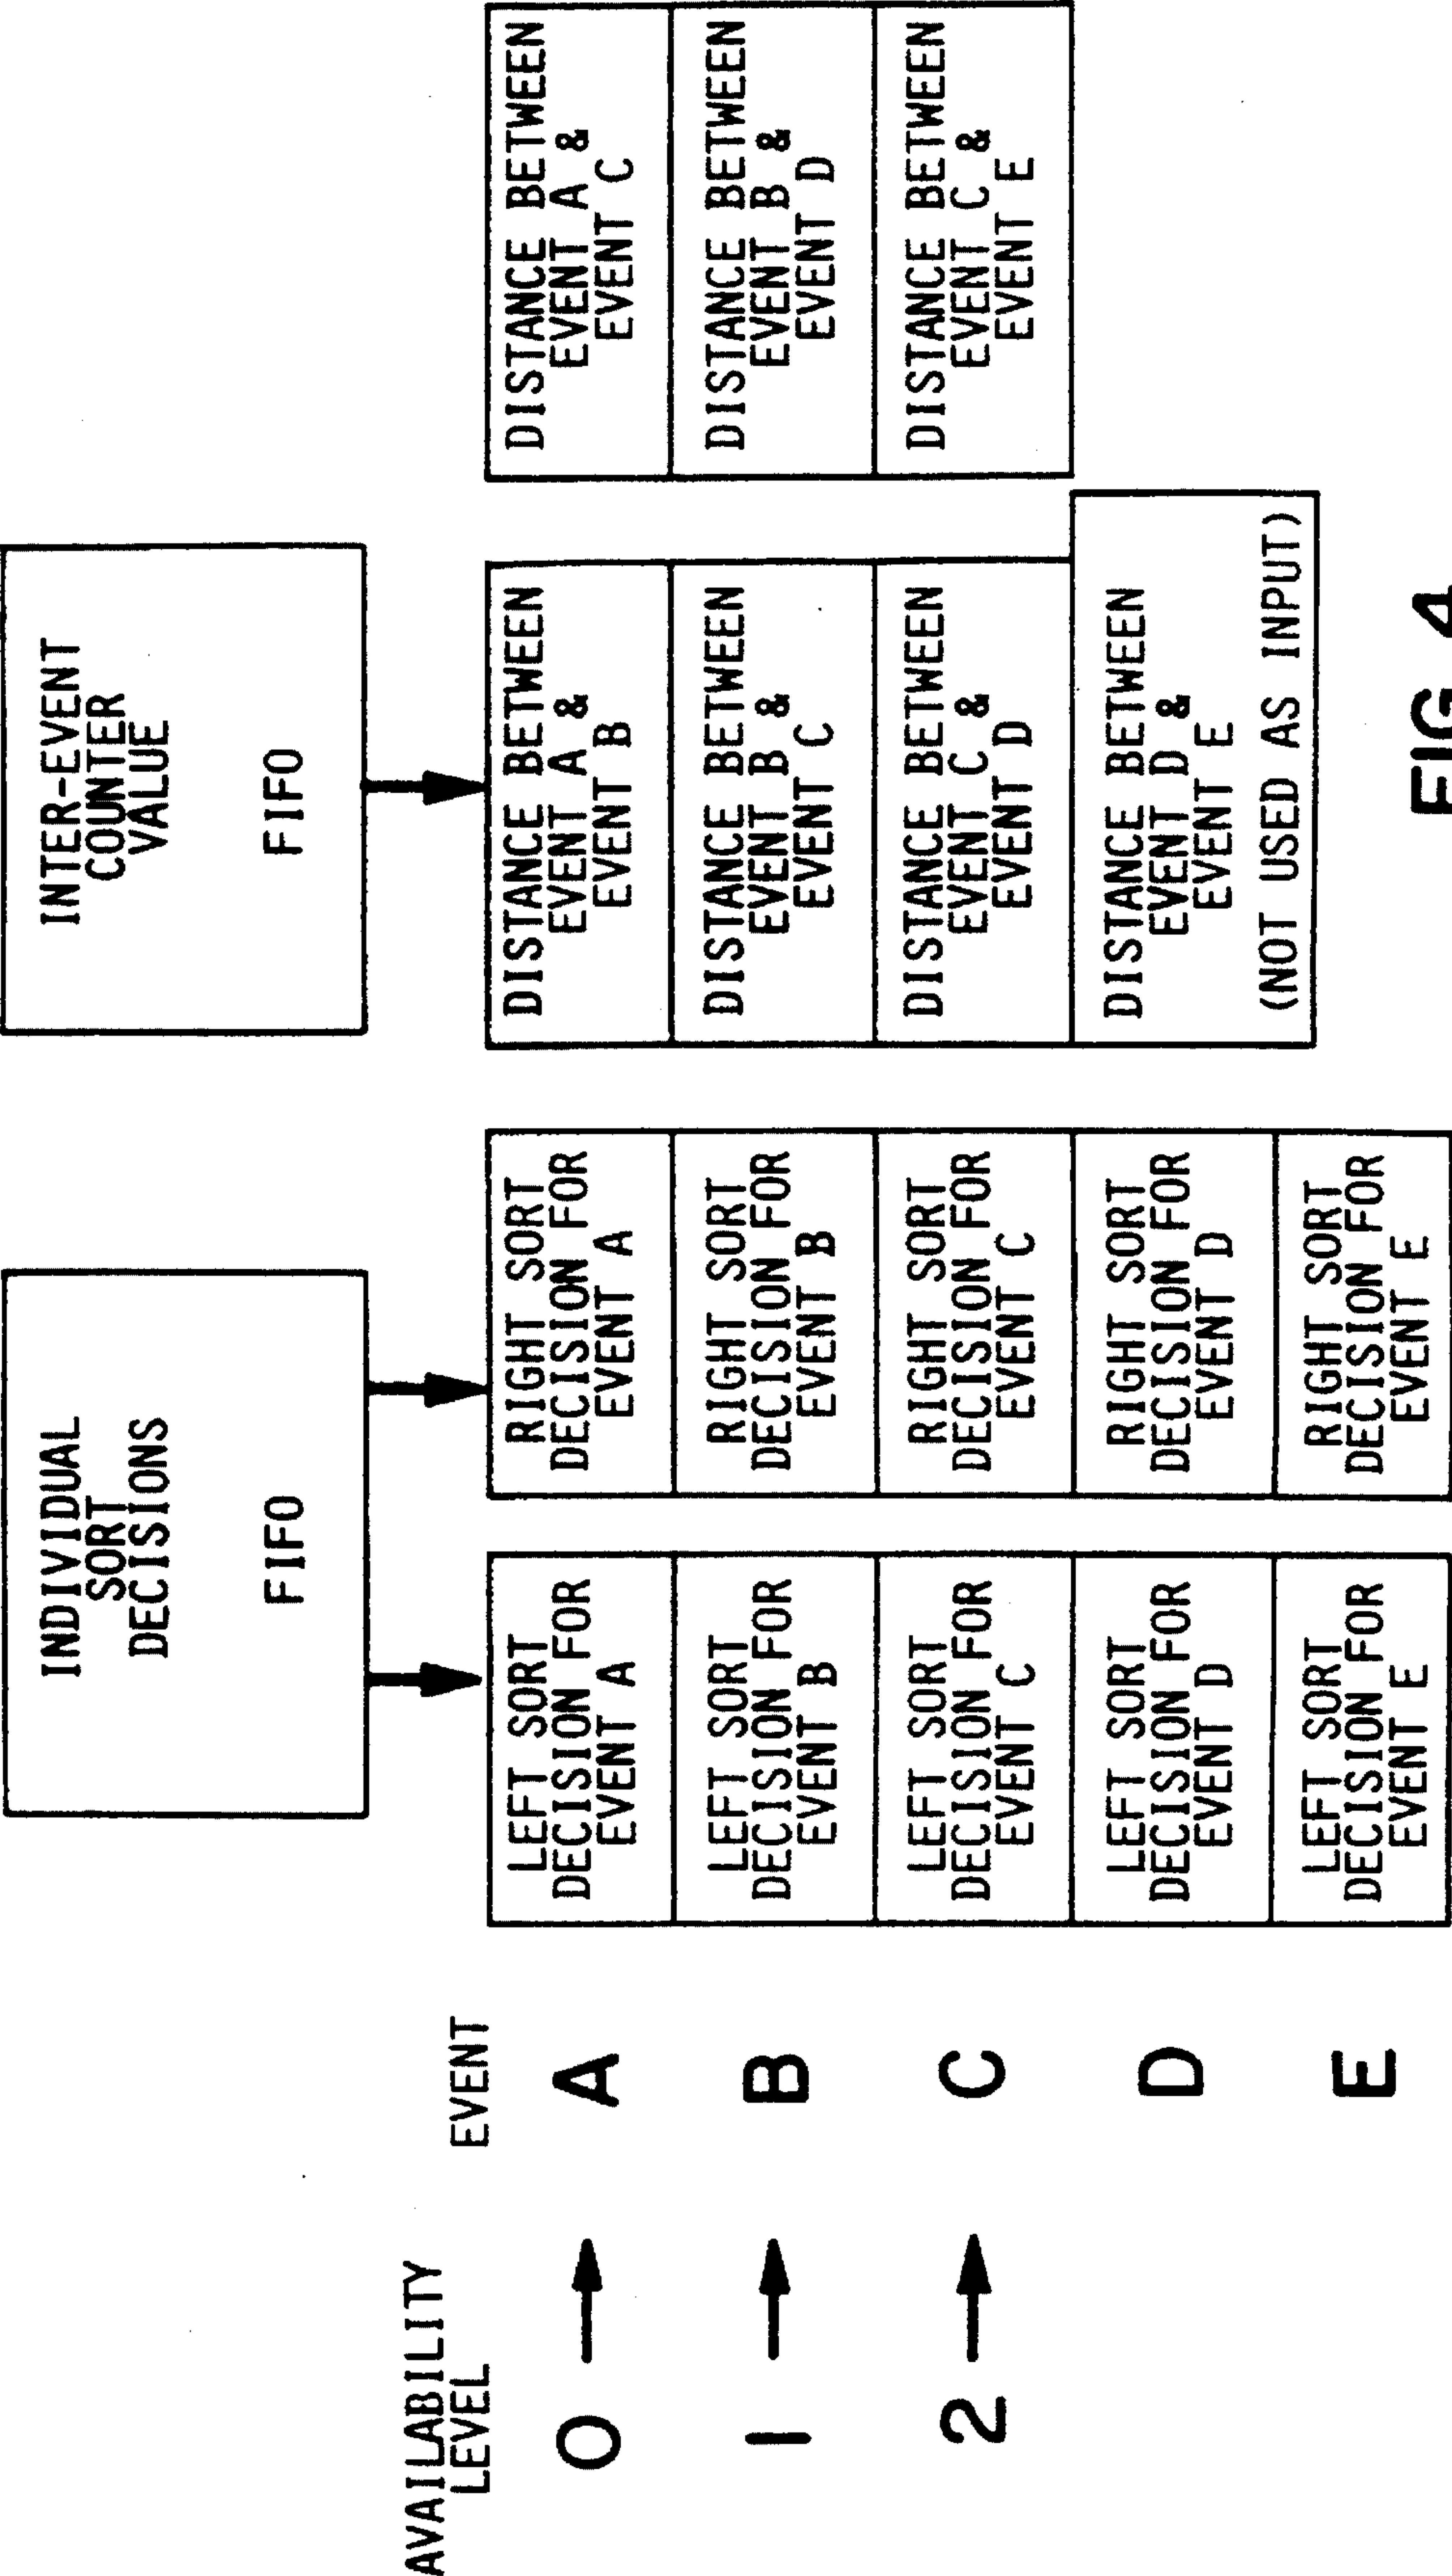 INDIVIDUAL
SORT
DECISIONS
FIFO
INTER-EVENT
COUNTER
VALUE
FIFO
AVAILABILITY
LEVEL
EVENT
0
A
LEFT SORT
DECISION FOR
EVENT A
RIGHT SORT
DECISION FOR
EVENT A
DISTANCE BETWEEN
EVENT A &
EVENT B
DISTANCE BETWEEN
EVENT A &
EVENT C
1
B
LEFT SORT
DECISION FOR
EVENT B
RIGHT SORT
DECISION FOR
EVENT B
DISTANCE BETWEEN
EVENT B &
EVENT C
DISTANCE BETWEEN
EVENT B &
EVENT D
2
C
LEFT SORT
DECISION FOR
EVENT C
RIGHT SORT
DECISION FOR
EVENT C
DISTANCE BETWEEN
EVENT C &
EVENT D
DISTANCE BETWEEN
EVENT C &
EVENT E
D
LEFT SORT
DECISION FOR
EVENT D
RIGHT SORT
DECISION FOR
EVENT D
DISTANCE BETWEEN
EVENT D &
EVENT E
(NOT USED AS INPUT)
E
LEFT SORT
DECISION FOR
EVENT E
RIGHT SORT
DECISION FOR
EVENT E
FIG 4